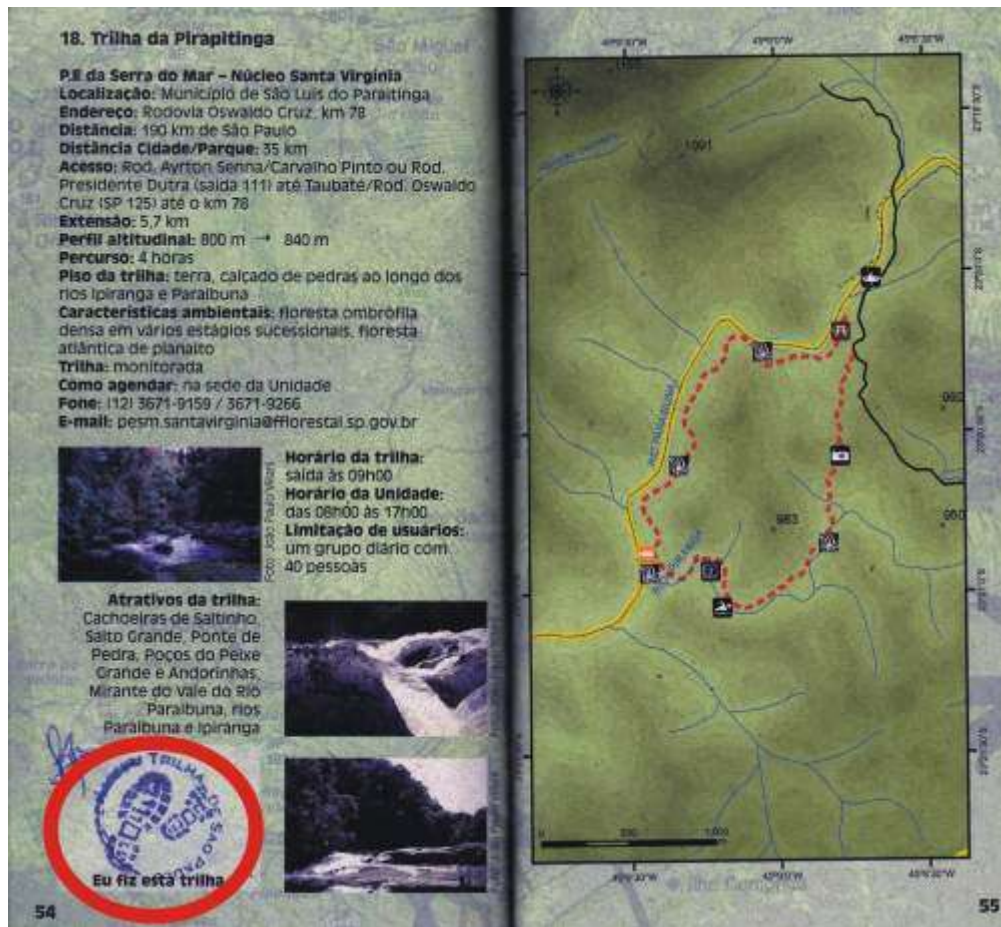 18. Trilha da Pirapitinga
P.E da Serra do Mar – Núcleo Santa Virgínia
Localização: Município de São Luis do Paraitinga
Endereço: Rodovia Oswaldo Cruz, km 78
Distância: 190 km de São Paulo
Distância Cidade/Parque: 35 km
Acesso: Rod. Ayrton Senna/Carvalho Pinto ou Rod.
Presidente Dutra (saída 111) até Taubaté/Rod. Oswaldo
Cruz (SP 125) até o km 78
Extensão: 5,7 km
Perfil altitudinal: 800 m → 840 m
Percurso: 4 horas
Piso da trilha: terra, calçado de pedras ao longo dos
rios Ipiranga e Paraibuna
Características ambientais: floresta ombrófila
densa em vários estágios sucessionais, floresta
atlântica de planalto
Trilha: monitorada
Como agendar: na sede da Unidade
Fone: (12) 3671-9159 / 3671-9266
E-mail: pesm.santavirginia@fflorestal.sp.gov.br
Horário da trilha:
saída às 09h00
Horário da Unidade:
das 08h00 às 17h00
Limitação de usuários:
um grupo diário com
40 pessoas
Atrativos da trilha:
Cachoeiras de Saltinho,
Salto Grande, Ponte de
Pedra, Poços do Peixe
Grande e Andorinhas,
Mirante do Vale do Rio
Paraibuna, rios
Paraibuna e Ipiranga
TRILHAS DE SÃO PAULO
Eu fiz esta trilha
54
1091
983
0 500 1.000
55